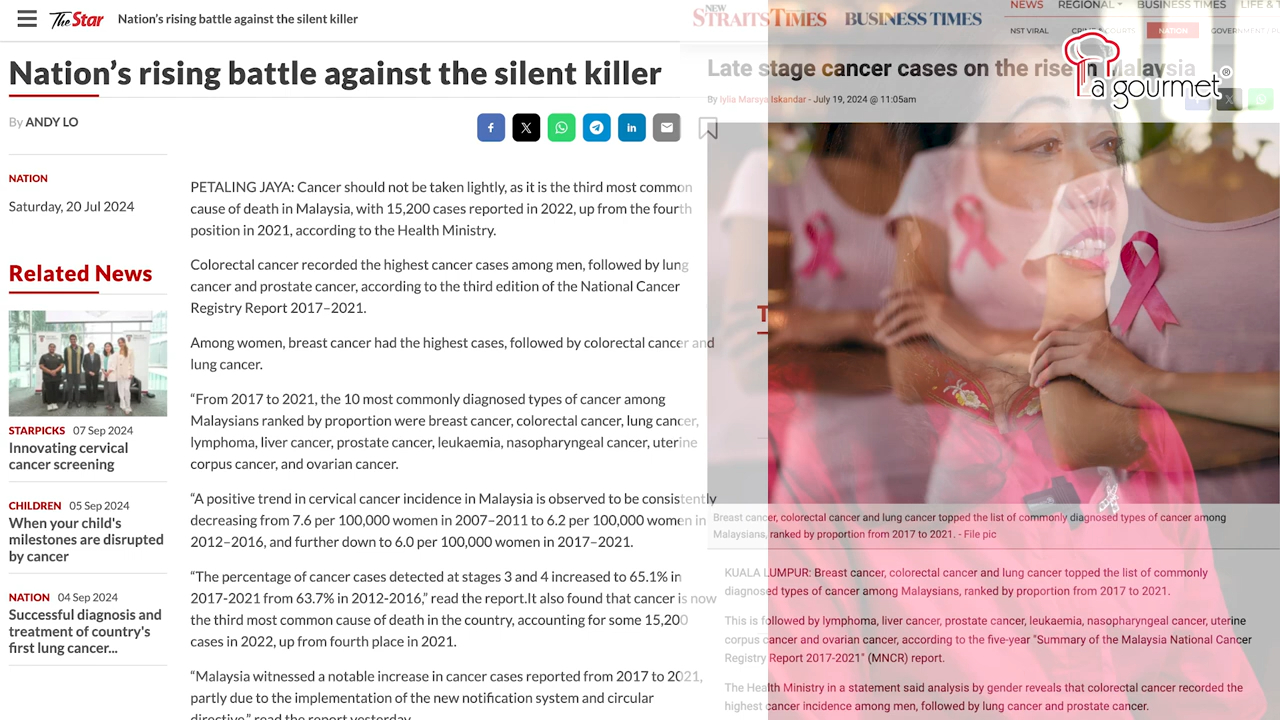 The Star
Nation's rising battle against the silent killer
Nation's rising battle against the silent killer
By ANDY LO
NATION
Saturday, 20 Jul 2024
Related News
STARPICKS 07 Sep 2024
Innovating cervical
cancer screening
CHILDREN 05 Sep 2024
When your child's
milestones are disrupted
by cancer
NATION 04 Sep 2024
Successful diagnosis and
treatment of country's
first lung cancer...
PETALING JAYA: Cancer should not be taken lightly, as it is the third most common
cause of death in Malaysia, with 15,200 cases reported in 2022, up from the fourth
position in 2021, according to the Health Ministry.
Colorectal cancer recorded the highest cancer cases among men, followed by lung
cancer and prostate cancer, according to the third edition of the National Cancer
Registry Report 2017–2021.
Among women, breast cancer had the highest cases, followed by colorectal cancer and
lung cancer.
“From 2017 to 2021, the 10 most commonly diagnosed types of cancer among
Malaysians ranked by proportion were breast cancer, colorectal cancer, lung cancer,
lymphoma, liver cancer, prostate cancer, leukaemia, nasopharyngeal cancer, uterine
corpus cancer, and ovarian cancer.
“A positive trend in cervical cancer incidence in Malaysia is observed to be consistently
decreasing from 7.6 per 100,000 women in 2007–2011 to 6.2 per 100,000 women in
2012–2016, and further down to 6.0 per 100,000 women in 2017–2021.
“The percentage of cancer cases detected at stages 3 and 4 increased to 65.1% in
2017-2021 from 63.7% in 2012-2016,” read the report.It also found that cancer is now
the third most common cause of death in the country, accounting for some 15,200
cases in 2022, up from fourth place in 2021.
“Malaysia witnessed a notable increase in cancer cases reported from 2017 to 2021,
partly due to the implementation of the new notification system and circular
directive,” read the report yesterday.
NEW
STRAITS TIMES
BUSINESS TIMES
NEWS REGIONAL BUSINESS TIMES LIFE &
NST VIRAL CRIME & COURTS NATION GOVERNMENT
la gourmet®
Late stage cancer cases on the rise in Malaysia
By Iylia Marsya Iskandar - July 19, 2024 @ 11:05am
T
Breast cancer, colorectal cancer and lung cancer topped the list of commonly diagnosed types of cancer among
Malaysians, ranked by proportion from 2017 to 2021. - File pic
KUALA LUMPUR: Breast cancer, colorectal cancer and lung cancer topped the list of commonly
diagnosed types of cancer among Malaysians, ranked by proportion from 2017 to 2021.
This is followed by lymphoma, liver cancer, prostate cancer, leukaemia, nasopharyngeal cancer, uterine
corpus cancer and ovarian cancer, according to the five-year "Summary of the Malaysia National Cancer
Registry Report 2017-2021" (MNCR) report.
The Health Ministry in a statement said analysis by gender reveals that colorectal cancer recorded the
highest cancer incidence among men, followed by lung cancer and prostate cancer.